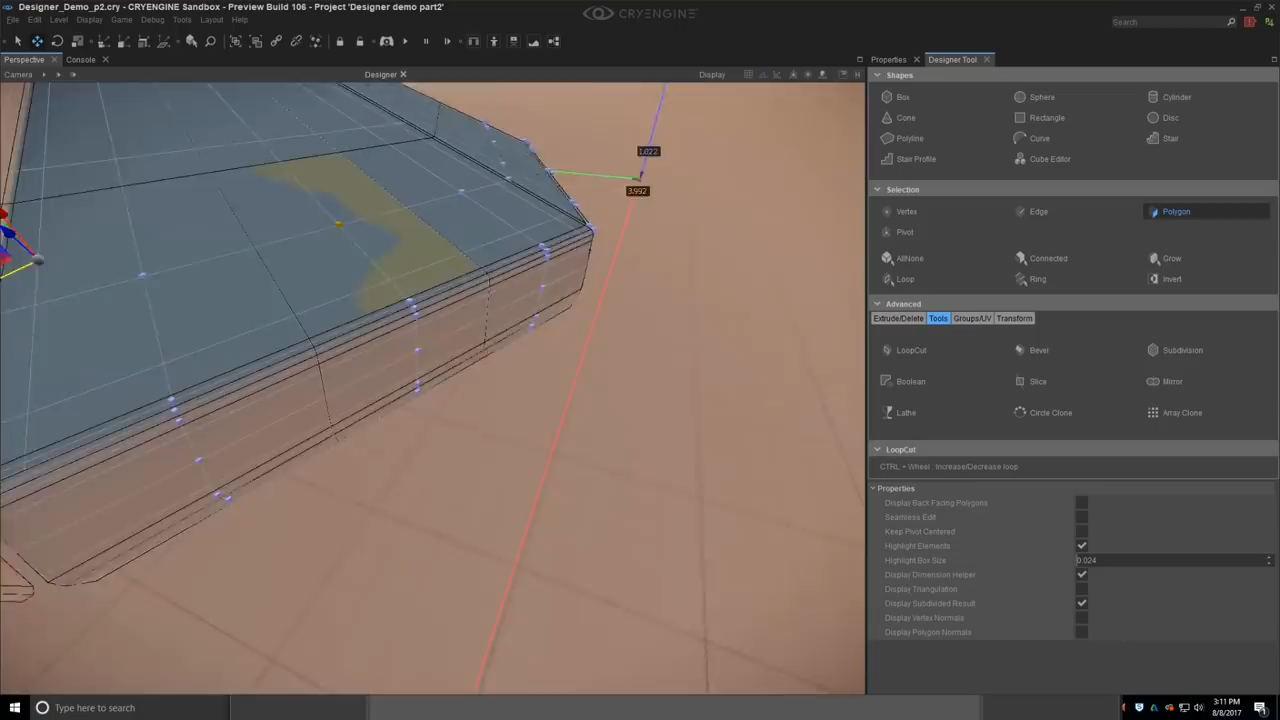 Designer_Demo_p2.cry - CRYENGINE Sandbox - Preview Build 106 - Project 'Designer demo part2'
CRYENGINE
File Edit Level Display Game Debug Tools Layout Help
Search
Perspective Console
Properties Designer Tool
Camera Designer Display H
Shapes
Box Sphere Cylinder
Cone Rectangle Disc
Polyline Curve Stair
Stair Profile Cube Editor
1.022
3.992
Selection
Vertex Edge Polygon
Pivot
AllNone Connected Grow
Loop Ring Invert
Advanced
Extrude/Delete Tools Groups/UV Transform
LoopCut Bevel Subdivision
Boolean Slice Mirror
Lathe Circle Clone Array Clone
LoopCut
CTRL + Wheel : Increase/Decrease loop
Properties
Display Back Facing Polygons
Seamless Edit
Keep Pivot Centered
Highlight Elements
Highlight Box Size 0.024
Display Dimension Helper
Display Triangulation
Display Subdivided Result
Display Vertex Normals
Display Polygon Normals
Type here to search
3:11 PM
8/8/2017